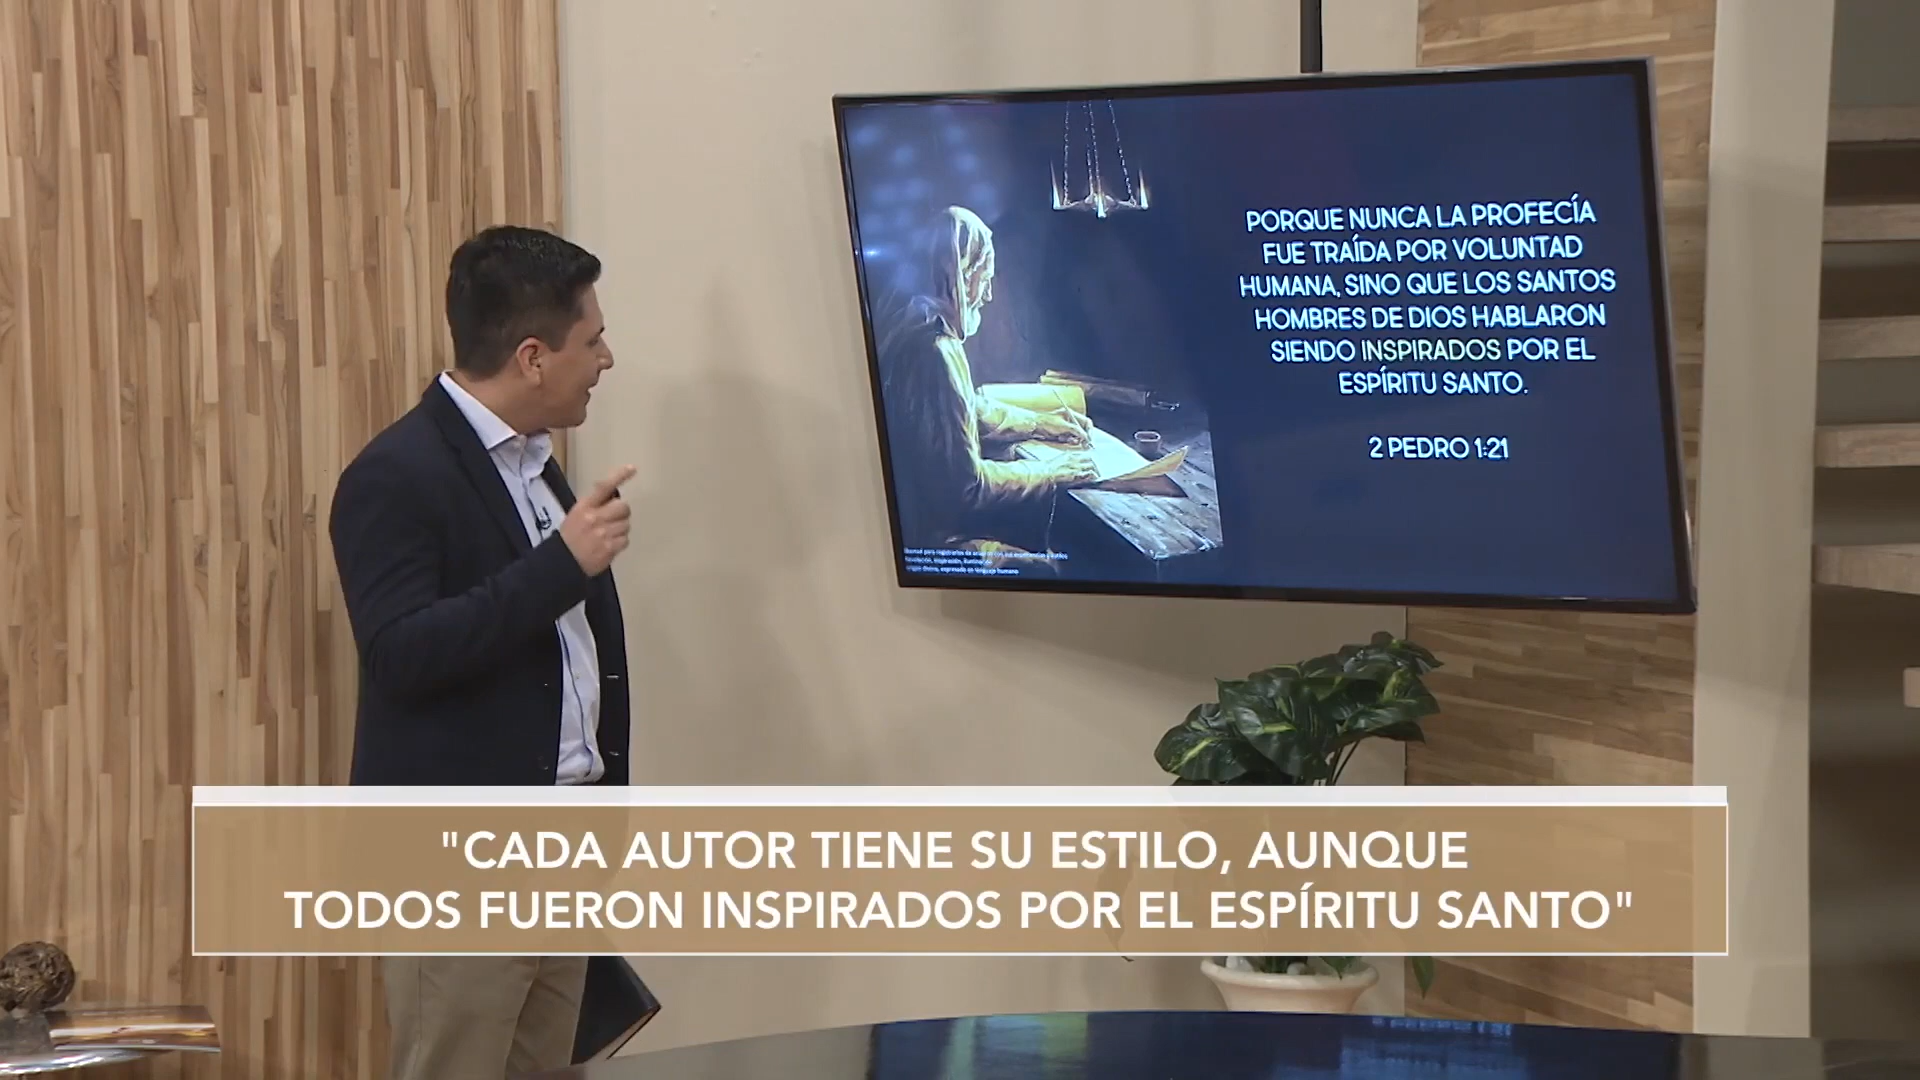 PORQUE NUNCA LA PROFECÍA
FUE TRAÍDA POR VOLUNTAD
HUMANA, SINO QUE LOS SANTOS
HOMBRES DE DIOS HABLARON
SIENDO INSPIRADOS POR EL
ESPÍRITU SANTO.
2 PEDRO 1:21
"CADA AUTOR TIENE SU ESTILO, AUNQUE
TODOS FUERON INSPIRADOS POR EL ESPÍRITU SANTO"